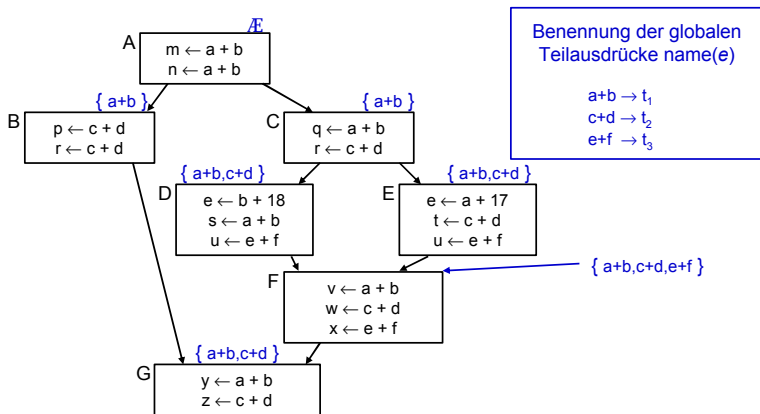 Æ
A
m ← a + b
n ← a + b
Benennung der globalen
Teilausdrücke name(e)
a+b → t₁
c+d → t₂
e+f → t₃
{ a+b }
B
p ← c + d
r ← c + d
{ a+b }
C
q ← a + b
r ← c + d
{ a+b,c+d }
D
e ← b + 18
s ← a + b
u ← e + f
{ a+b,c+d }
E
e ← a + 17
t ← c + d
u ← e + f
{ a+b,c+d,e+f }
F
v ← a + b
w ← c + d
x ← e + f
{ a+b,c+d }
G
y ← a + b
z ← c + d